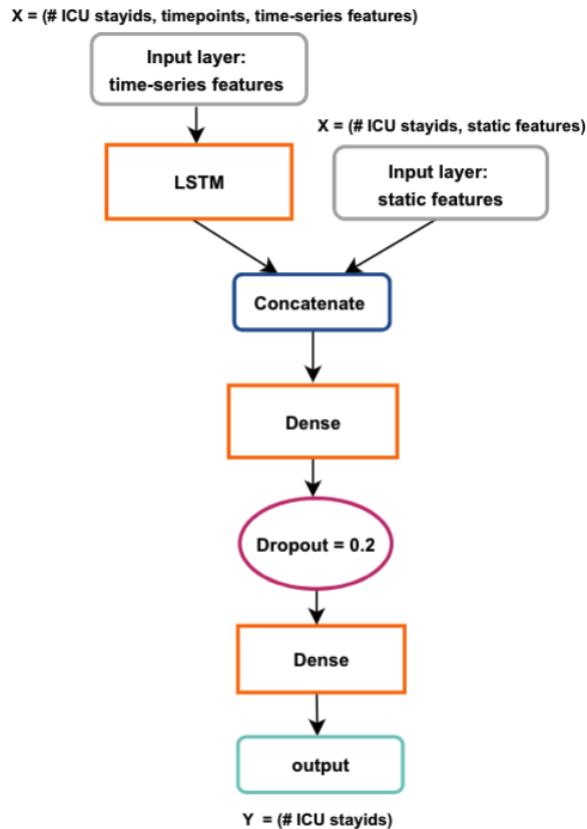 X = (# ICU stayids, timepoints, time-series features)
Input layer:
time-series features
X = (# ICU stayids, static features)
LSTM
Input layer:
static features
Concatenate
Dense
Dropout = 0.2
Dense
output
Y = (# ICU stayids)